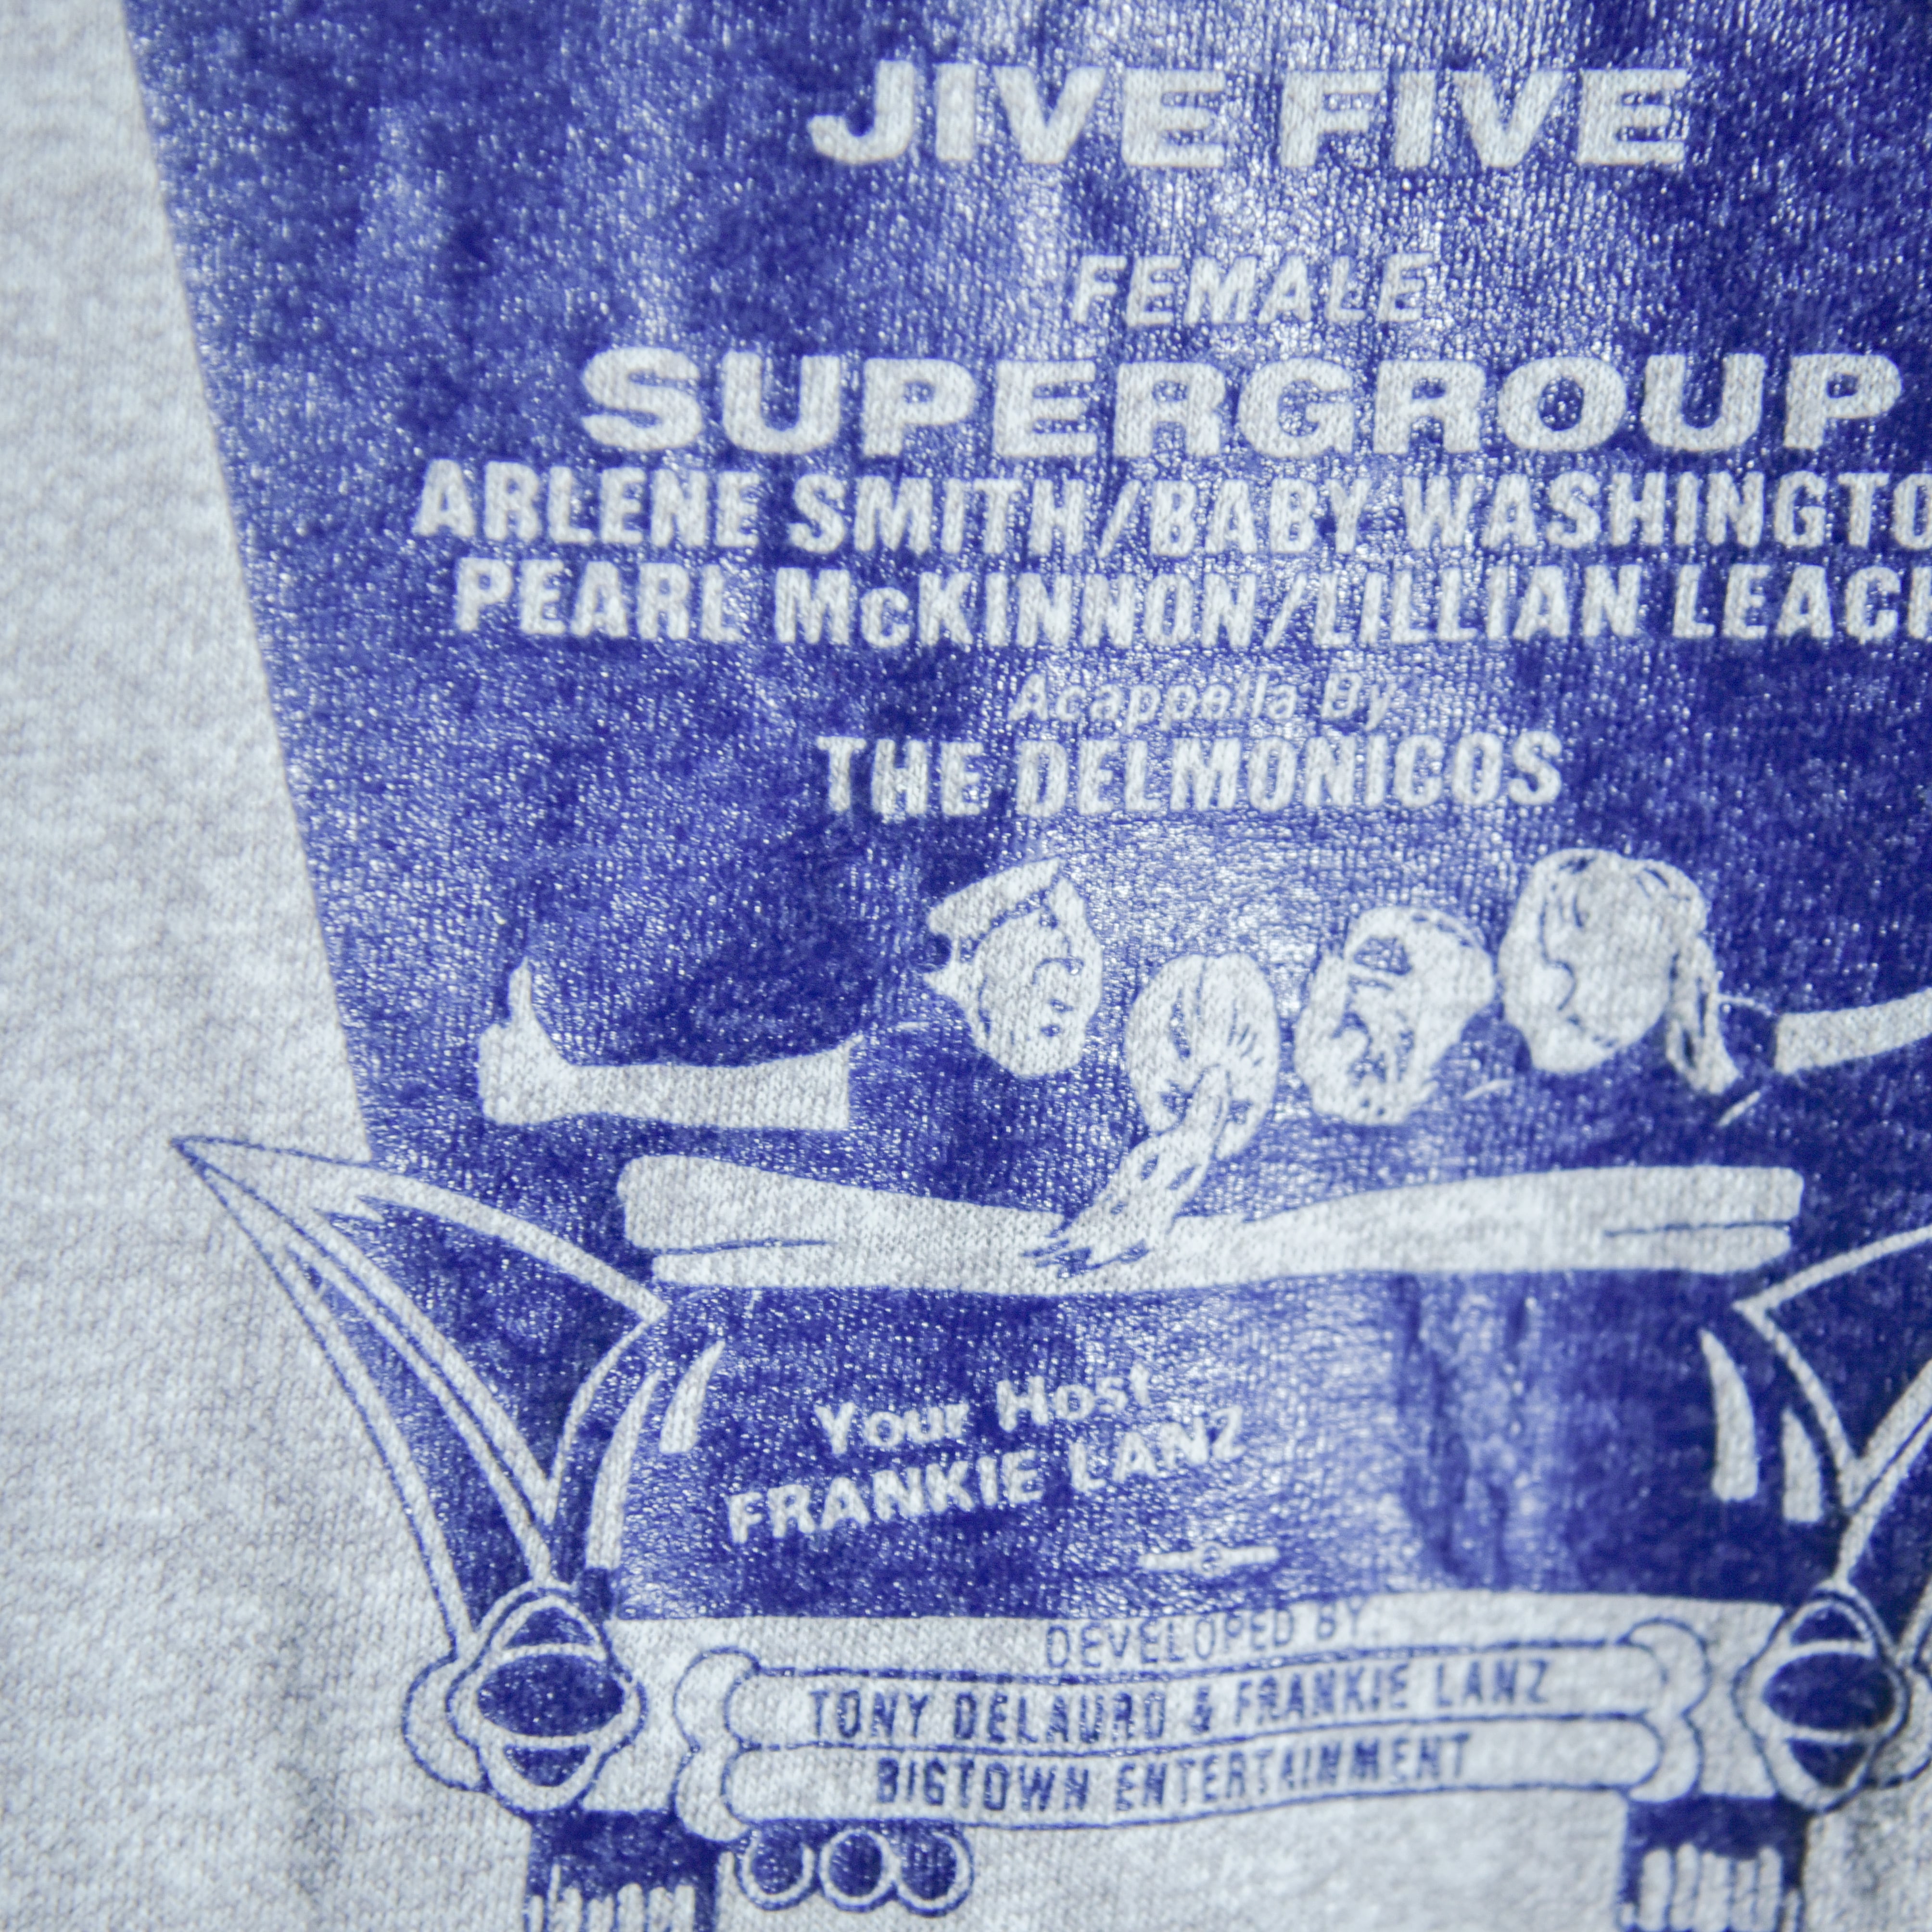 JIVE FIVE
FEMALE
SUPERGROUP
ARLENE SMITH/BABY WASHINGTO
PEARL McKINNON/LILLIAN LEACH
Acappella By
THE DELMONICOS
Your Host
FRANKIE LANZ
DEVELOPED BY
TONY DELAURO & FRANKIE LANZ
BIGTOWN ENTERTAINMENT